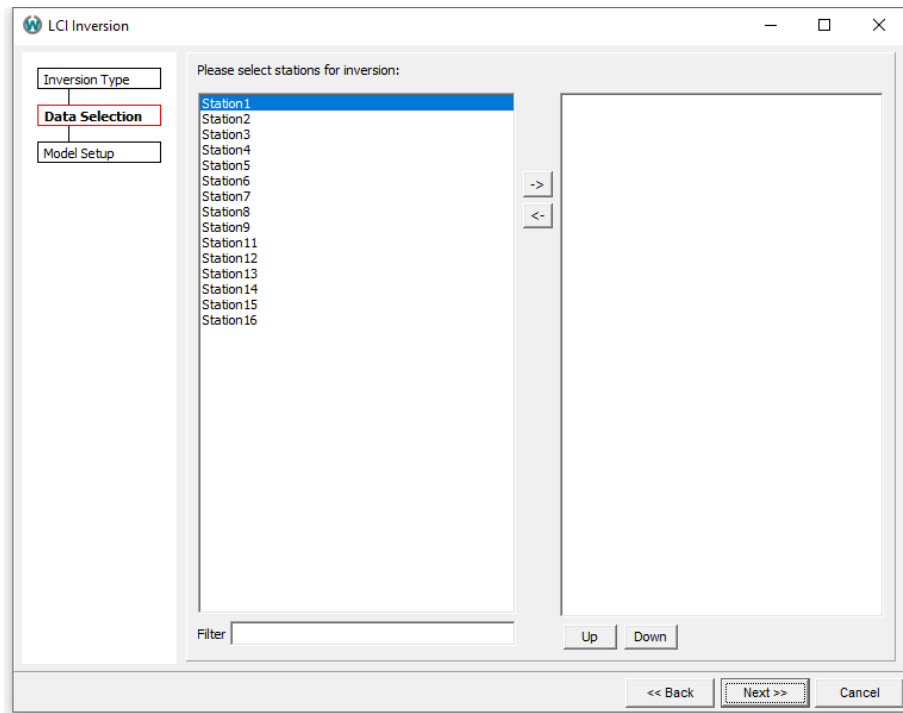 LCI Inversion
Inversion Type
Data Selection
Model Setup
Please select stations for inversion:
Station1
Station2
Station3
Station4
Station5
Station6
Station7
Station8
Station9
Station11
Station12
Station13
Station14
Station15
Station16
->
<-
Filter
Up Down
<< Back Next >> Cancel